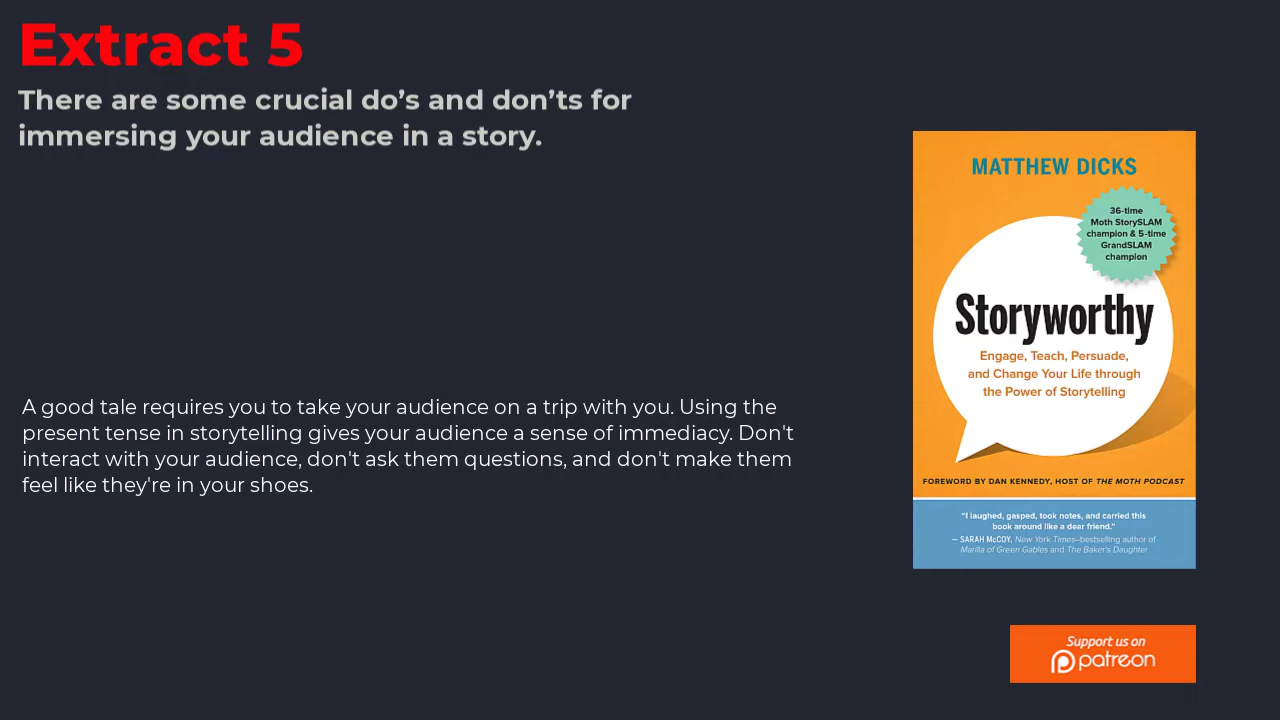 Extract 5
There are some crucial do’s and don’ts for
immersing your audience in a story.
MATTHEW DICKS
36-time
Moth StorySLAM
champion & 5-time
GrandSLAM
champion
Storyworthy
Engage, Teach, Persuade,
and Change Your Life through
the Power of Storytelling
A good tale requires you to take your audience on a trip with you. Using the
present tense in storytelling gives your audience a sense of immediacy. Don't
interact with your audience, don't ask them questions, and don't make them
feel like they're in your shoes.
FOREWORD BY DAN KENNEDY, HOST OF THE MOTH PODCAST
“I laughed, gasped, took notes, and carried this
book around like a dear friend.”
— SARAH McCOY, New York Times–bestselling author of
Marilla of Green Gables and The Baker's Daughter
Support us on
patreon